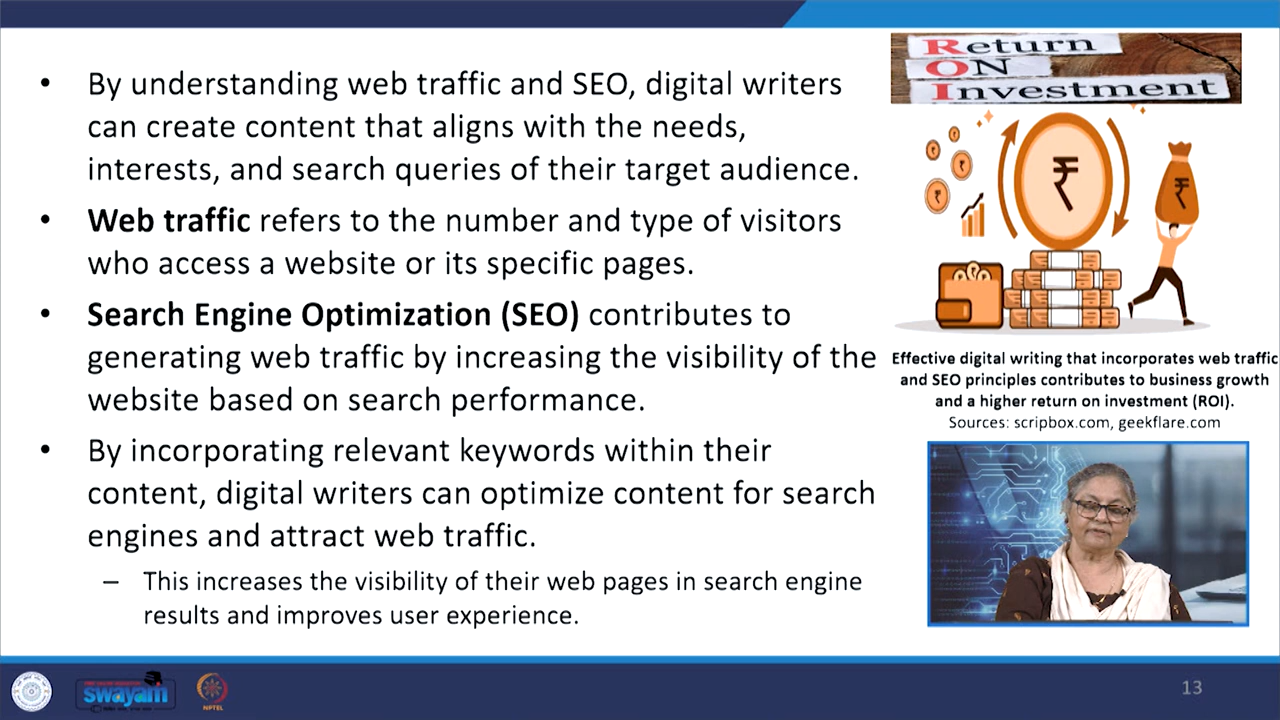 • By understanding web traffic and SEO, digital writers
can create content that aligns with the needs,
interests, and search queries of their target audience.
• Web traffic refers to the number and type of visitors
who access a website or its specific pages.
• Search Engine Optimization (SEO) contributes to
generating web traffic by increasing the visibility of the
website based on search performance.
• By incorporating relevant keywords within their
content, digital writers can optimize content for search
engines and attract web traffic.
– This increases the visibility of their web pages in search engine
results and improves user experience.
Return
ON
Investment
₹
₹
₹
₹
₹
Effective digital writing that incorporates web traffic
and SEO principles contributes to business growth
and a higher return on investment (ROI).
Sources: scripbox.com, geekflare.com
swayam
NPTEL
13